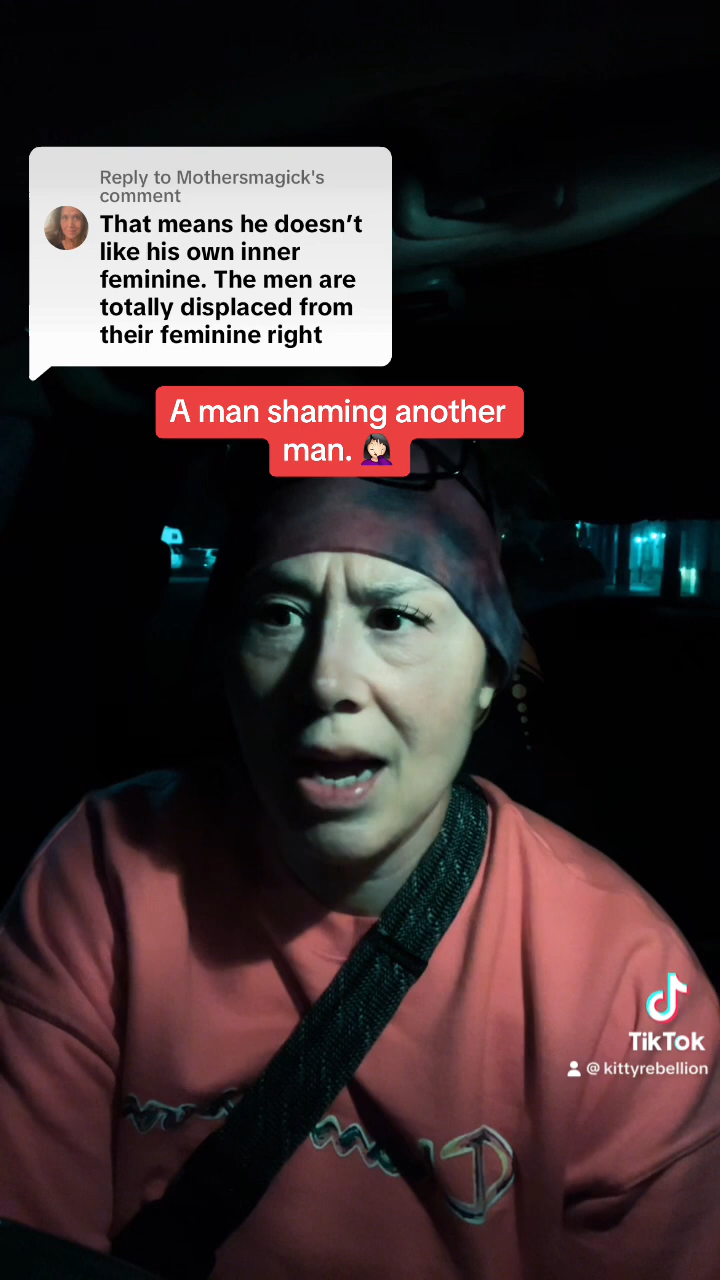 Reply to Mothersmagick's
comment
That means he doesn’t
like his own inner
feminine. The men are
totally displaced from
their feminine right
A man shaming another
man. 🤦🏻‍♀️
TikTok
@ kittyrebellion